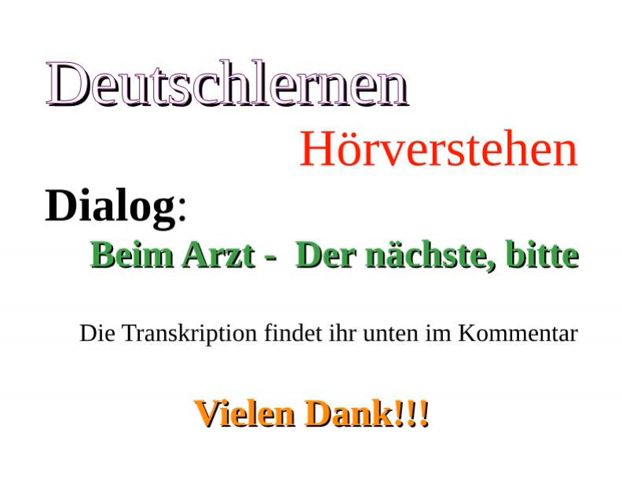 Deutschlernen
Hörverstehen
Dialog:
Beim Arzt - Der nächste, bitte
Die Transkription findet ihr unten im Kommentar
Vielen Dank!!!